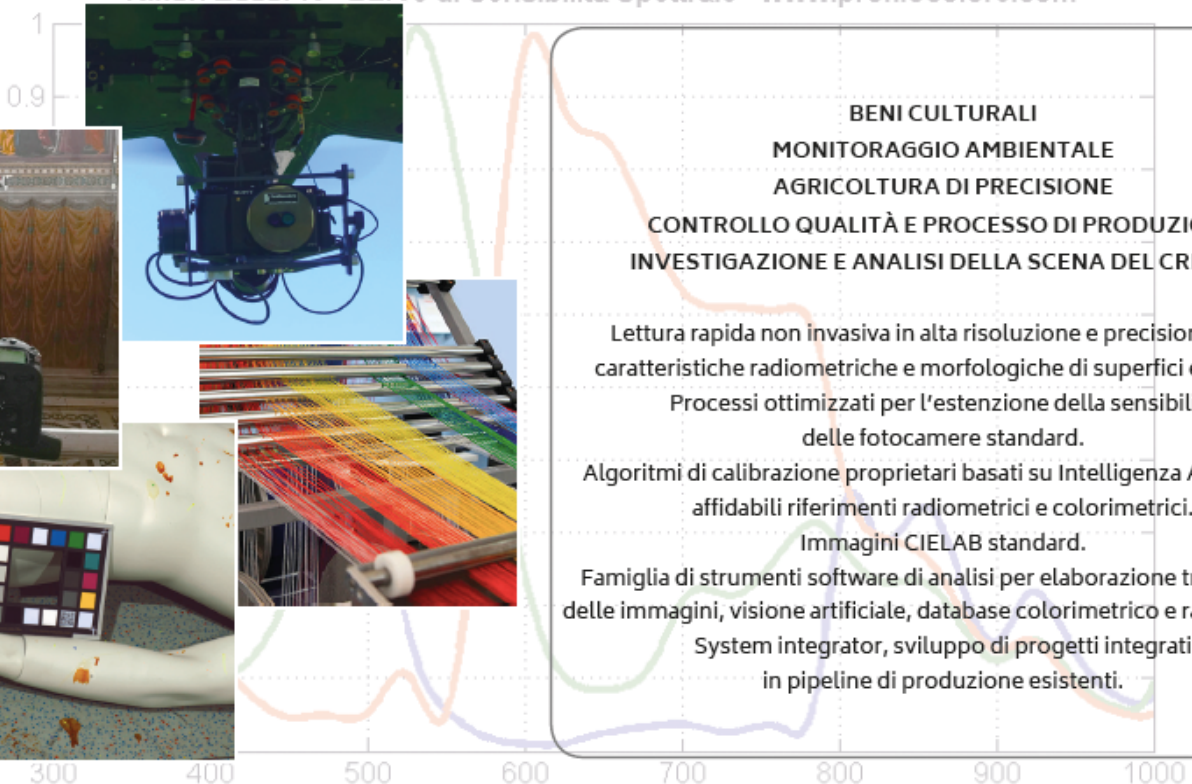 1
0.9
BENI CULTURALI
MONITORAGGIO AMBIENTALE
AGRICOLTURA DI PRECISIONE
CONTROLLO QUALITÀ E PROCESSO DI PRODUZI
INVESTIGAZIONE E ANALISI DELLA SCENA DEL CR
Lettura rapida non invasiva in alta risoluzione e precision
caratteristiche radiometriche e morfologiche di superfici
Processi ottimizzati per l’estenzione della sensibil
delle fotocamere standard.
Algoritmi di calibrazione proprietari basati su Intelligenza A
affidabili riferimenti radiometrici e colorimetrici.
Immagini CIELAB standard.
Famiglia di strumenti software di analisi per elaborazione tr
delle immagini, visione artificiale, database colorimetrico e ra
System integrator, sviluppo di progetti integrati
in pipeline di produzione esistenti.
300 400 500 600 700 800 900 1000